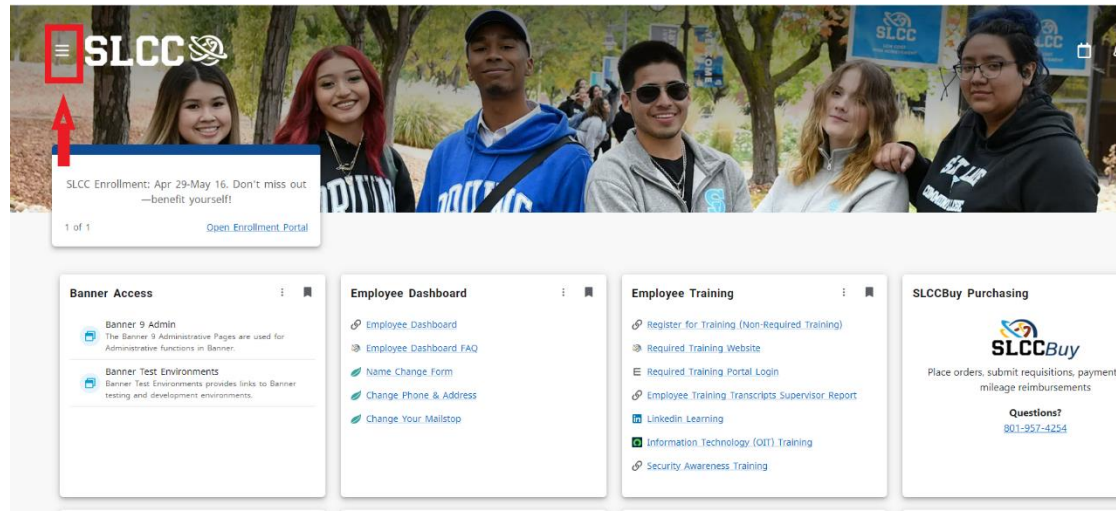 SLCC
SLCC
WELCOME
SLCC
SLCC Enrollment: Apr 29-May 16. Don't miss out
—benefit yourself!
1 of 1
Open Enrollment Portal
Banner Access
Banner 9 Admin
The Banner 9 Administrative Pages are used for
Administrative functions in Banner.
Banner Test Environments
Banner Test Environments provides links to Banner
testing and development environments.
Employee Dashboard
Employee Dashboard
Employee Dashboard FAQ
Name Change Form
Change Phone & Address
Change Your Mailstop
Employee Training
Register for Training (Non-Required Training)
Required Training Website
Required Training Portal Login
Employee Training Transcripts Supervisor Report
Linkedin Learning
Information Technology (OIT) Training
Security Awareness Training
SLCCBuy Purchasing
SLCCBuy
Place orders, submit requisitions, payment
mileage reimbursements
Questions?
801-957-4254